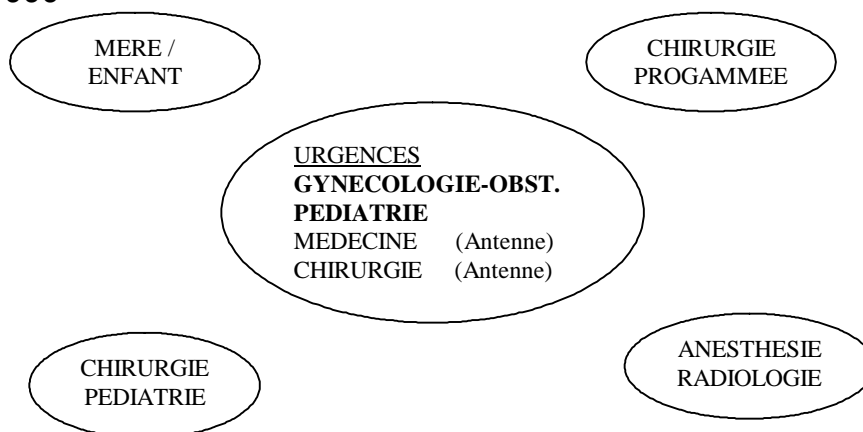 MERE /
ENFANT
CHIRURGIE
PROGAMMEE
URGENCES
GYNECOLOGIE-OBST.
PEDIATRIE
MEDECINE (Antenne)
CHIRURGIE (Antenne)
CHIRURGIE
PEDIATRIE
ANESTHESIE
RADIOLOGIE